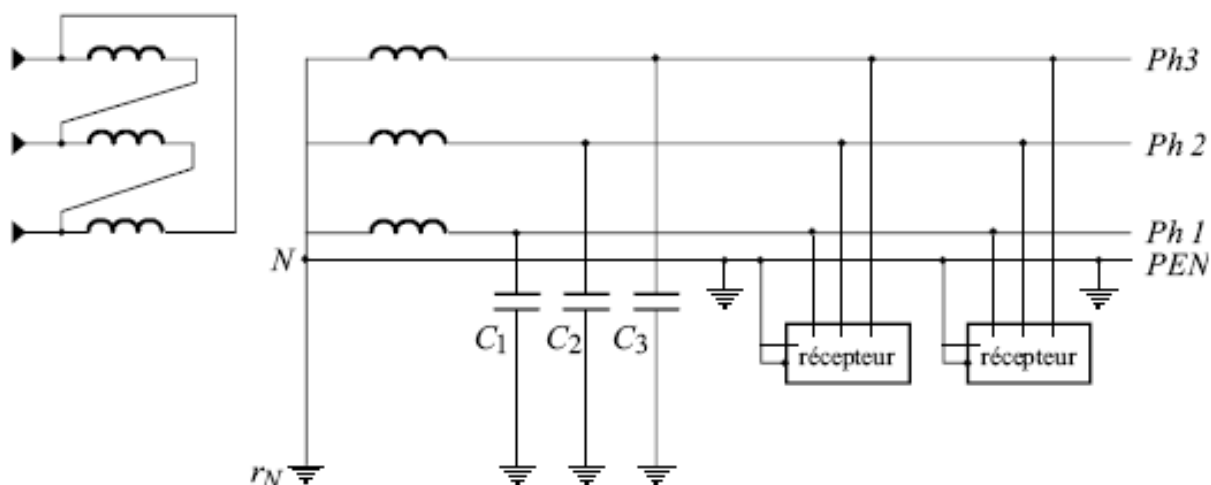 Ph3
Ph 2
Ph 1
N
PEN
C1
C2
C3
récepteur
récepteur
rN